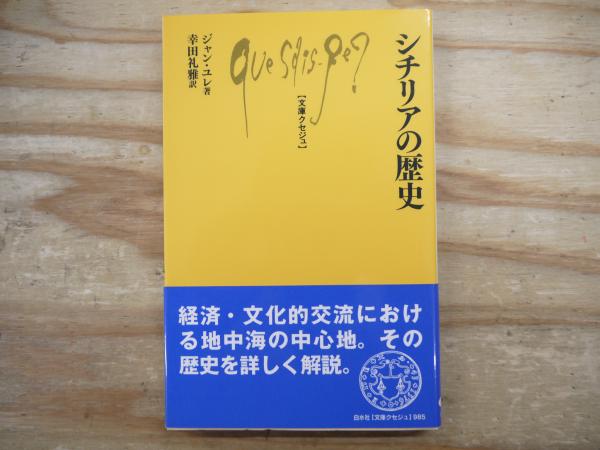 シチリアの歴史
Que sais-je?
【文庫クセジュ】
ジャン・ユレ著
幸田礼雅訳
経済・文化的交流におけ
る地中海の中心地。その
歴史を詳しく解説。
白水社【文庫クセジュ】985